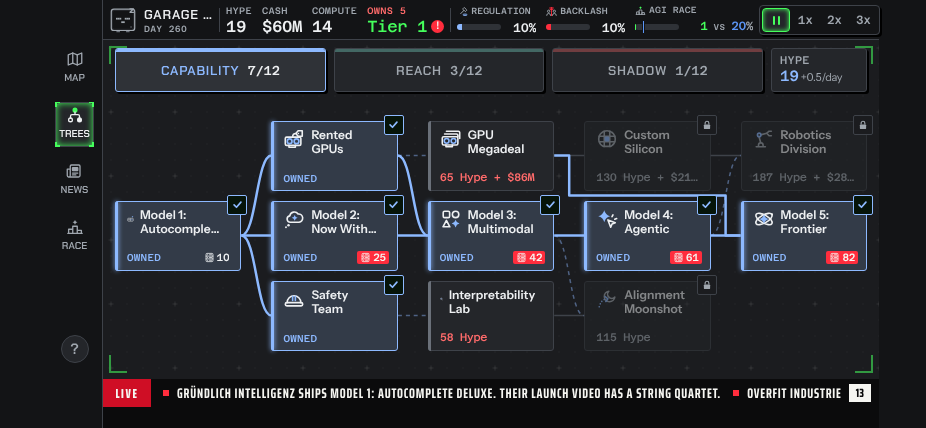 GARAGE ...
DAY 260
HYPE
19
CASH
$60M
COMPUTE
14
OWNS 5
Tier 1 !
REGULATION
10%
BACKLASH
10%
AGI RACE
1 vs 20%
1x 2x 3x
MAP
TREES
NEWS
RACE
?
CAPABILITY 7/12
REACH 3/12
SHADOW 1/12
HYPE
19 +0.5/day
Rented
GPUs
OWNED
GPU
Megadeal
65 Hype + $86M
Custom
Silicon
130 Hype + $21…
Robotics
Division
187 Hype + $28…
Model 1:
Autocomple…
OWNED
10
Model 2:
Now With…
OWNED
25
Model 3:
Multimodal
OWNED
42
Model 4:
Agentic
OWNED
61
Model 5:
Frontier
OWNED
82
Safety
Team
OWNED
Interpretability
Lab
58 Hype
Alignment
Moonshot
115 Hype
LIVE
GRÜNDLICH INTELLIGENZ SHIPS MODEL 1: AUTOCOMPLETE DELUXE. THEIR LAUNCH VIDEO HAS A STRING QUARTET. OVERFIT INDUSTRIE
13